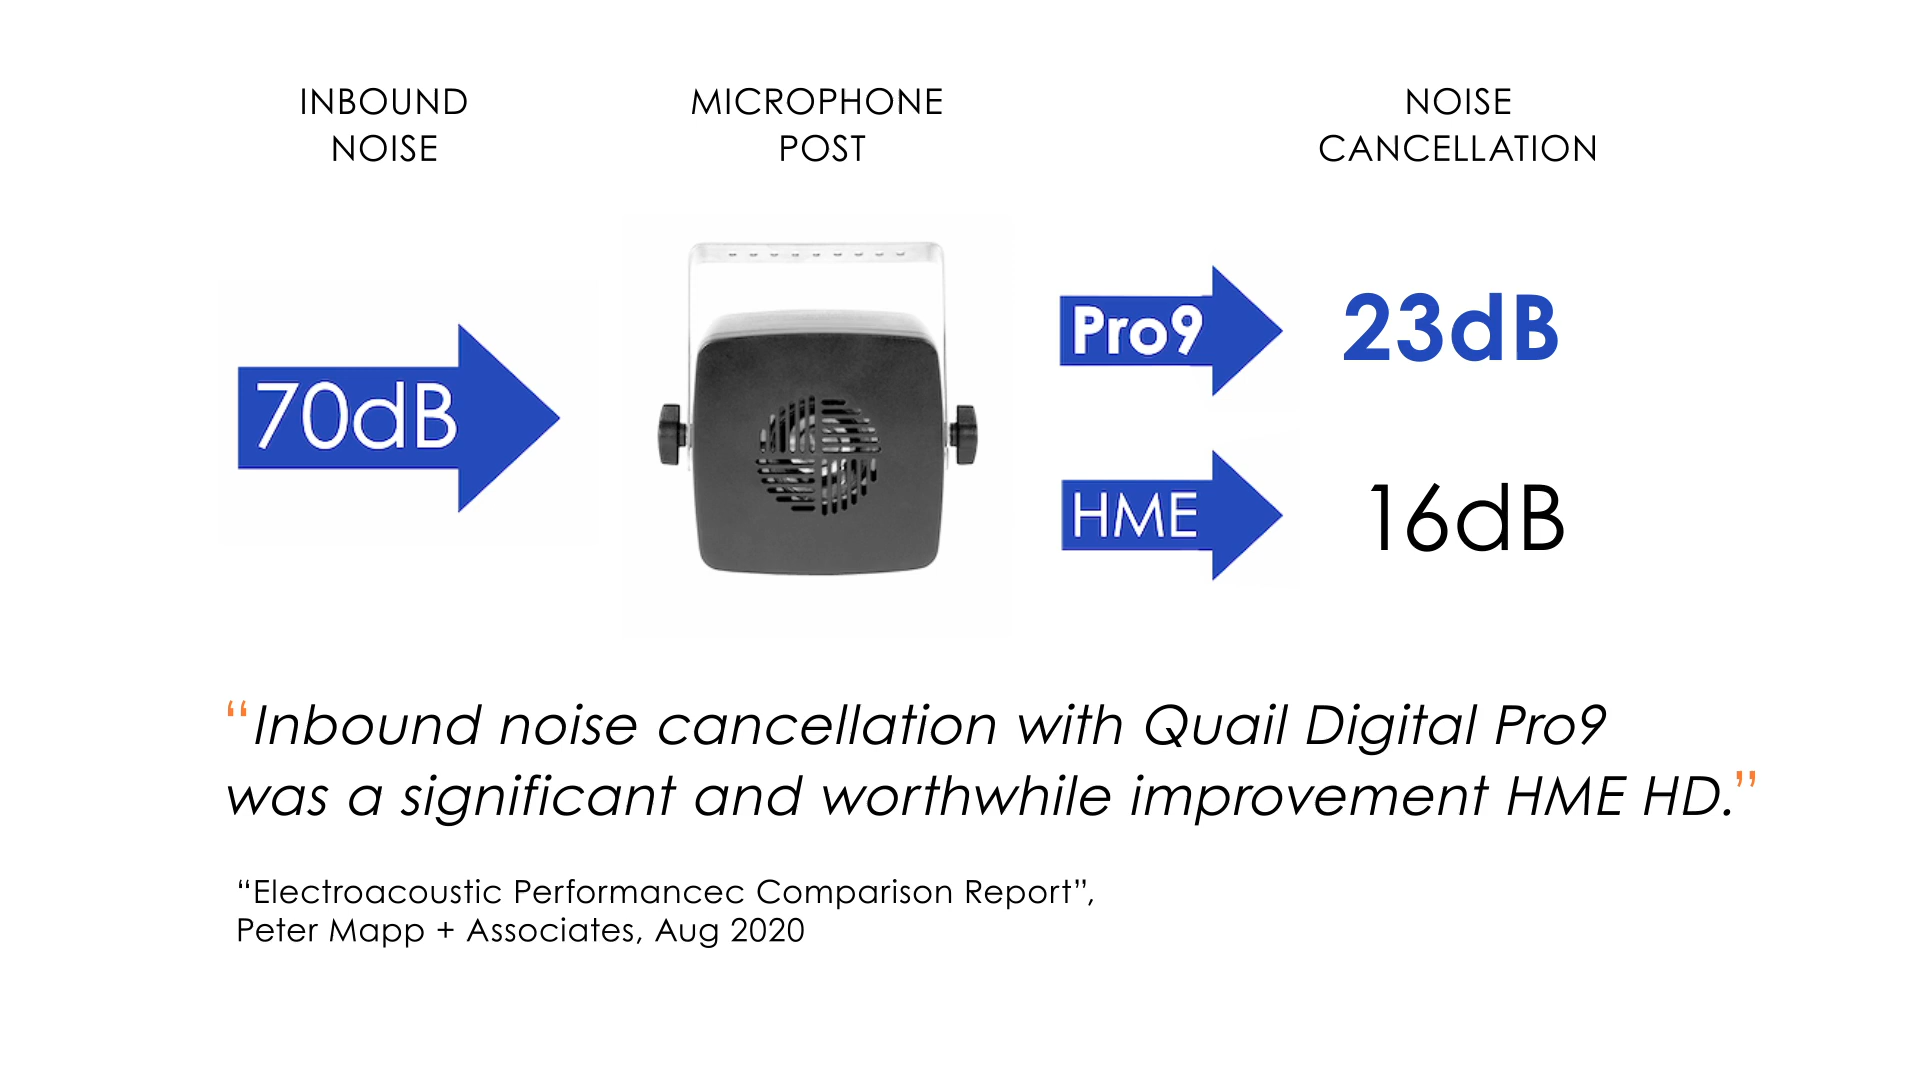 INBOUND
NOISE
MICROPHONE
POST
NOISE
CANCELLATION
70dB
Pro9
23dB
HME
16dB
“Inbound noise cancellation with Quail Digital Pro9
was a significant and worthwhile improvement HME HD.”
“Electroacoustic Performancec Comparison Report”,
Peter Mapp + Associates, Aug 2020